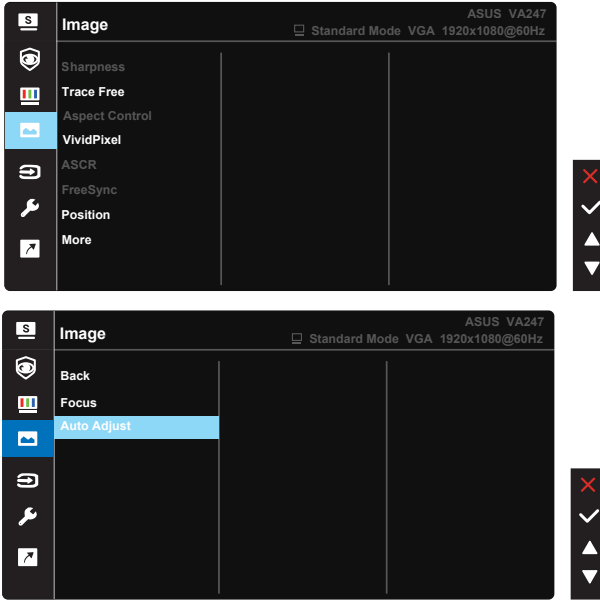 S
Image
ASUS VA247
Standard Mode VGA 1920x1080@60Hz
Sharpness
Trace Free
Aspect Control
VividPixel
ASCR
FreeSync
Position
More
S
Image
ASUS VA247
Standard Mode VGA 1920x1080@60Hz
Back
Focus
Auto Adjust